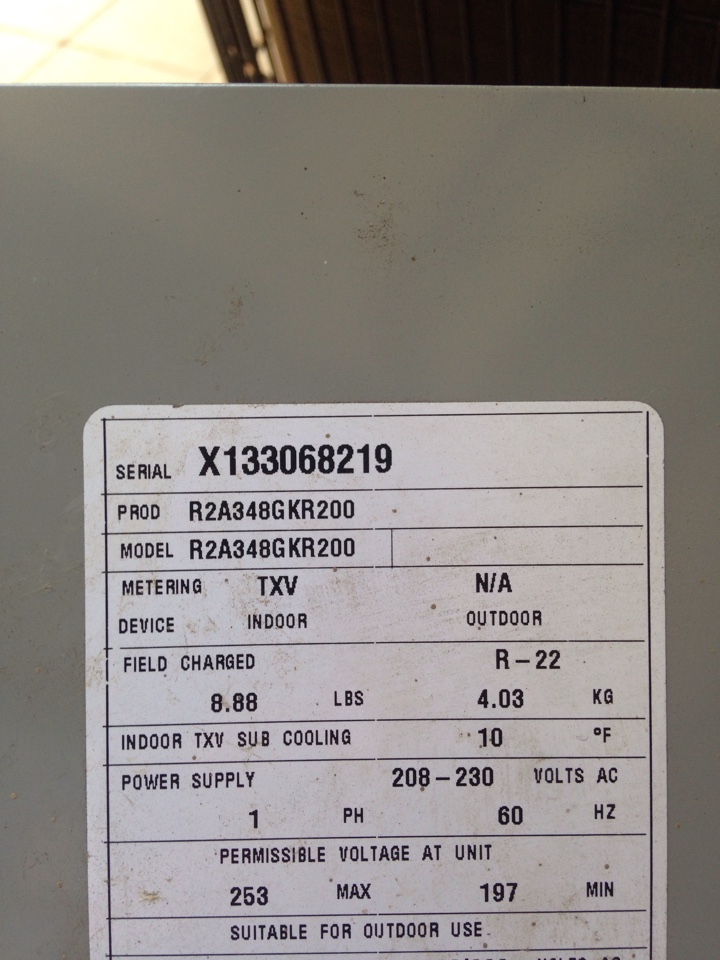 SERIAL X133068219
PROD R2A348GKR200
MODEL R2A348GKR200
METERING TXV N/A
DEVICE INDOOR OUTDOOR
FIELD CHARGED R-22
8.88 LBS 4.03 KG
INDOOR TXV SUB COOLING 10 °F
POWER SUPPLY 208-230 VOLTS AC
1 PH 60 HZ
PERMISSIBLE VOLTAGE AT UNIT
253 MAX 197 MIN
SUITABLE FOR OUTDOOR USE
VOLTS AC